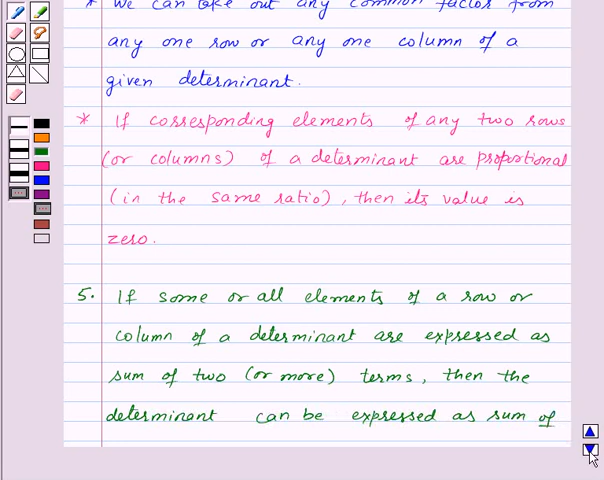 * We can take out any common factor from
any one row or any one column of a
given determinant.
* If corresponding elements of any two rows
(or columns) of a determinant are proportional
(in the same ratio), then its value is
zero.
5. If some or all elements of a row or
column of a determinant are expressed as
sum of two (or more) terms, then the
determinant can be expressed as sum of